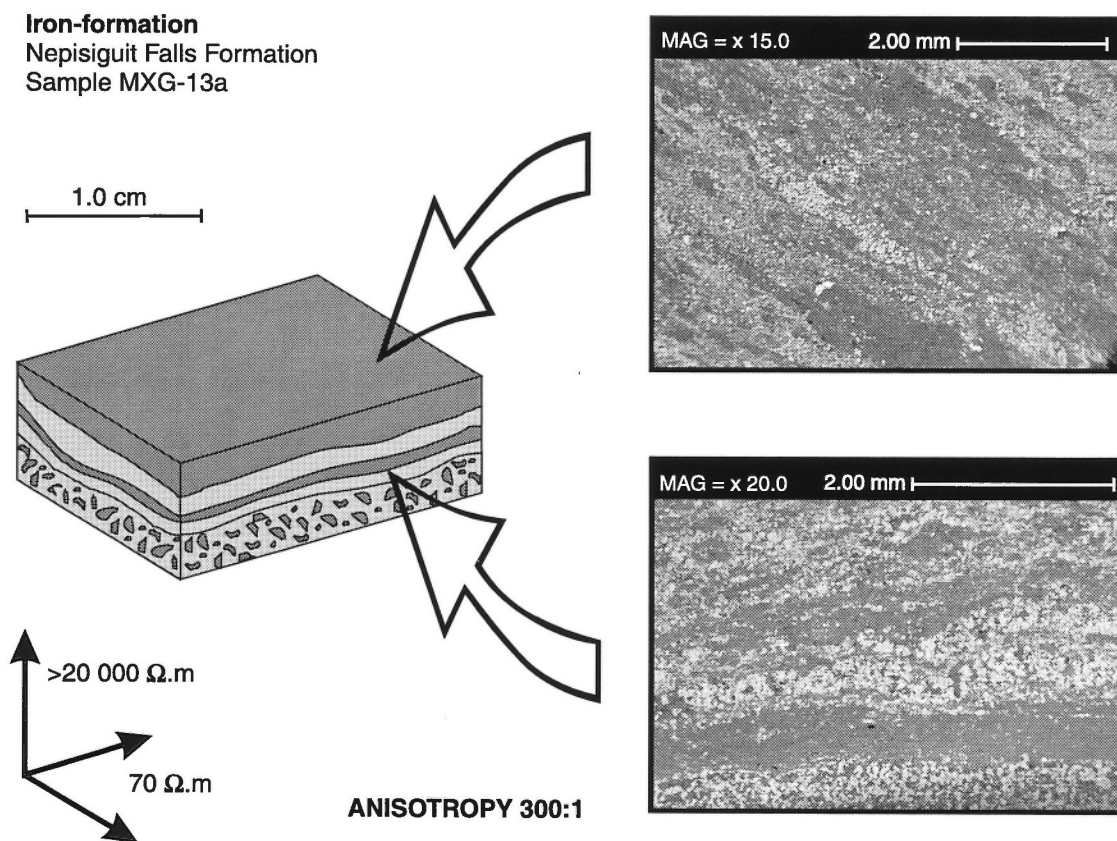 Iron-formation
Nepisiguit Falls Formation
Sample MXG-13a
1.0 cm
>20 000 Ω.m
70 Ω.m
ANISOTROPY 300:1
MAG = x 15.0 2.00 mm
MAG = x 20.0 2.00 mm